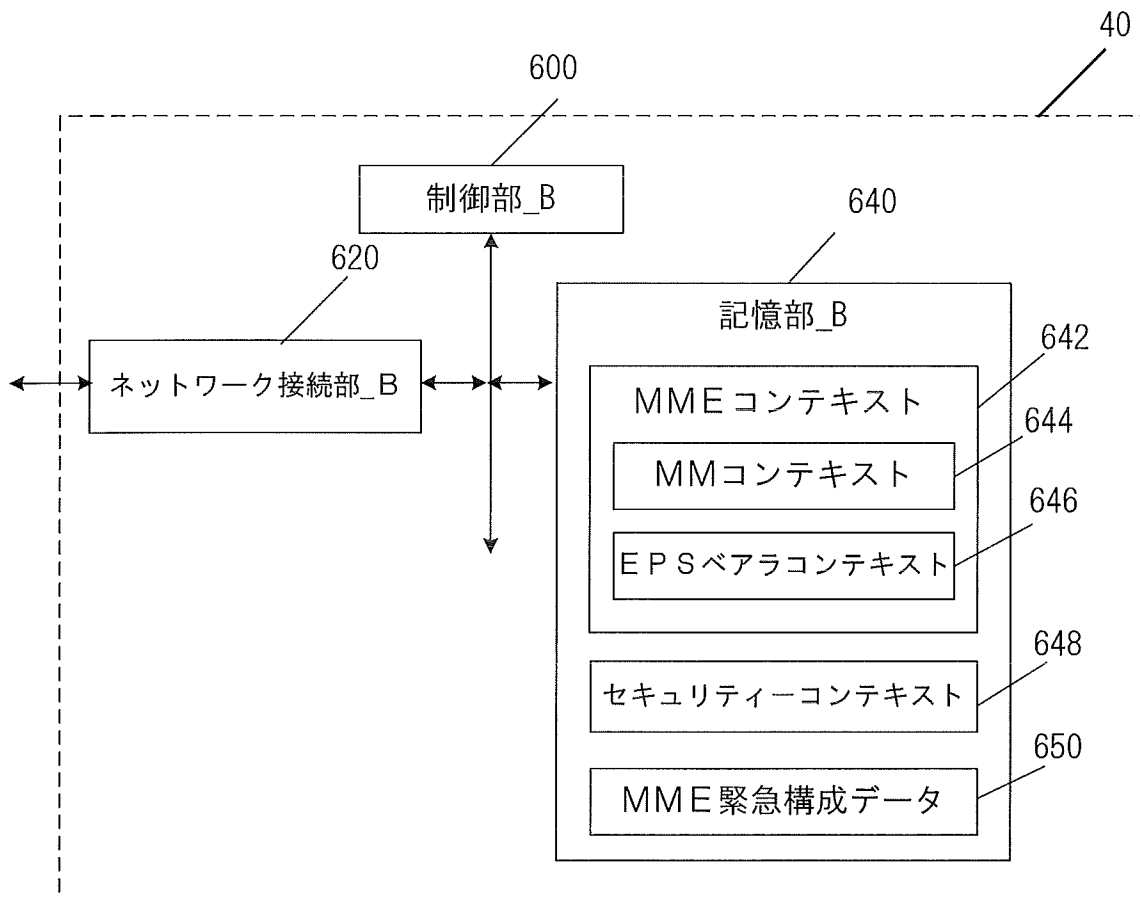 40
600
制御部_B
640
620
記憶部_B
642
ネットワーク接続部_B
MMEコンテキスト
644
MMコンテキスト
646
EPSベアラコンテキスト
648
セキュリティーコンテキスト
650
MME緊急構成データ